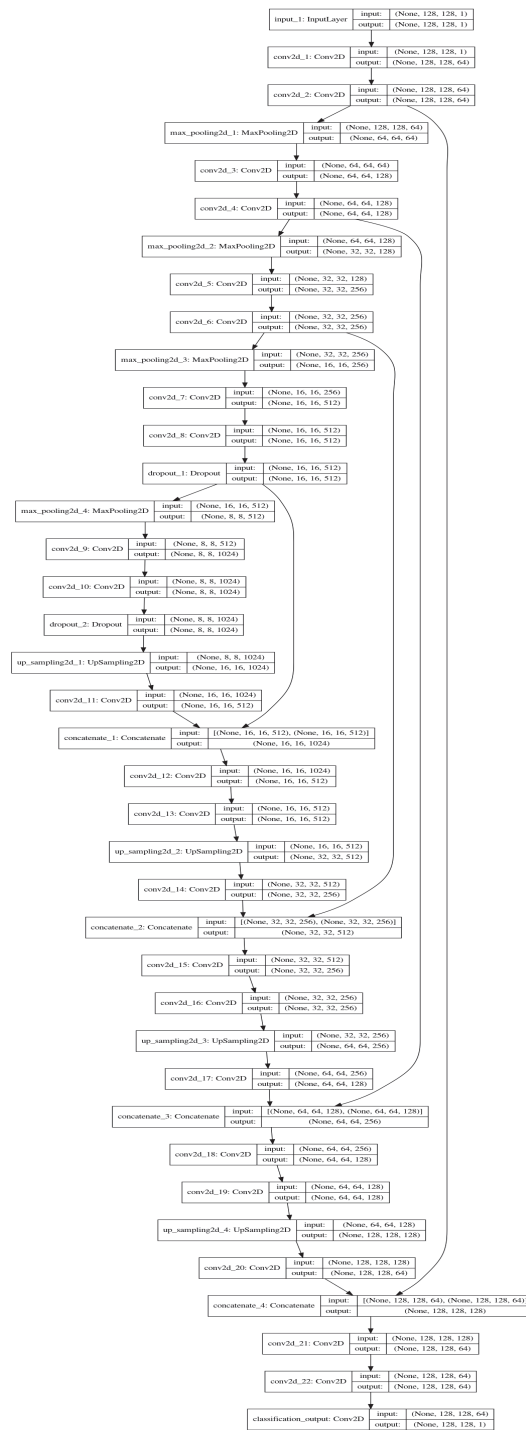 input_1: InputLayer
input: (None, 128, 128, 1)
output: (None, 128, 128, 1)
conv2d_1: Conv2D
input: (None, 128, 128, 1)
output: (None, 128, 128, 64)
conv2d_2: Conv2D
input: (None, 128, 128, 64)
output: (None, 128, 128, 64)
max_pooling2d_1: MaxPooling2D
input: (None, 128, 128, 64)
output: (None, 64, 64, 64)
conv2d_3: Conv2D
input: (None, 64, 64, 64)
output: (None, 64, 64, 128)
conv2d_4: Conv2D
input: (None, 64, 64, 128)
output: (None, 64, 64, 128)
max_pooling2d_2: MaxPooling2D
input: (None, 64, 64, 128)
output: (None, 32, 32, 128)
conv2d_5: Conv2D
input: (None, 32, 32, 128)
output: (None, 32, 32, 256)
conv2d_6: Conv2D
input: (None, 32, 32, 256)
output: (None, 32, 32, 256)
max_pooling2d_3: MaxPooling2D
input: (None, 32, 32, 256)
output: (None, 16, 16, 256)
conv2d_7: Conv2D
input: (None, 16, 16, 256)
output: (None, 16, 16, 512)
conv2d_8: Conv2D
input: (None, 16, 16, 512)
output: (None, 16, 16, 512)
dropout_1: Dropout
input: (None, 16, 16, 512)
output: (None, 16, 16, 512)
max_pooling2d_4: MaxPooling2D
input: (None, 16, 16, 512)
output: (None, 8, 8, 512)
conv2d_9: Conv2D
input: (None, 8, 8, 512)
output: (None, 8, 8, 1024)
conv2d_10: Conv2D
input: (None, 8, 8, 1024)
output: (None, 8, 8, 1024)
dropout_2: Dropout
input: (None, 8, 8, 1024)
output: (None, 8, 8, 1024)
up_sampling2d_1: UpSampling2D
input: (None, 8, 8, 1024)
output: (None, 16, 16, 1024)
conv2d_11: Conv2D
input: (None, 16, 16, 1024)
output: (None, 16, 16, 512)
concatenate_1: Concatenate
input: [(None, 16, 16, 512), (None, 16, 16, 512)]
output: (None, 16, 16, 1024)
conv2d_12: Conv2D
input: (None, 16, 16, 1024)
output: (None, 16, 16, 512)
conv2d_13: Conv2D
input: (None, 16, 16, 512)
output: (None, 16, 16, 512)
up_sampling2d_2: UpSampling2D
input: (None, 16, 16, 512)
output: (None, 32, 32, 512)
conv2d_14: Conv2D
input: (None, 32, 32, 512)
output: (None, 32, 32, 256)
concatenate_2: Concatenate
input: [(None, 32, 32, 256), (None, 32, 32, 256)]
output: (None, 32, 32, 512)
conv2d_15: Conv2D
input: (None, 32, 32, 512)
output: (None, 32, 32, 256)
conv2d_16: Conv2D
input: (None, 32, 32, 256)
output: (None, 32, 32, 256)
up_sampling2d_3: UpSampling2D
input: (None, 32, 32, 256)
output: (None, 64, 64, 256)
conv2d_17: Conv2D
input: (None, 64, 64, 256)
output: (None, 64, 64, 128)
concatenate_3: Concatenate
input: [(None, 64, 64, 128), (None, 64, 64, 128)]
output: (None, 64, 64, 256)
conv2d_18: Conv2D
input: (None, 64, 64, 256)
output: (None, 64, 64, 128)
conv2d_19: Conv2D
input: (None, 64, 64, 128)
output: (None, 64, 64, 128)
up_sampling2d_4: UpSampling2D
input: (None, 64, 64, 128)
output: (None, 128, 128, 128)
conv2d_20: Conv2D
input: (None, 128, 128, 128)
output: (None, 128, 128, 64)
concatenate_4: Concatenate
input: [(None, 128, 128, 64), (None, 128, 128, 64)]
output: (None, 128, 128, 128)
conv2d_21: Conv2D
input: (None, 128, 128, 128)
output: (None, 128, 128, 64)
conv2d_22: Conv2D
input: (None, 128, 128, 64)
output: (None, 128, 128, 64)
classification_output: Conv2D
input: (None, 128, 128, 64)
output: (None, 128, 128, 1)